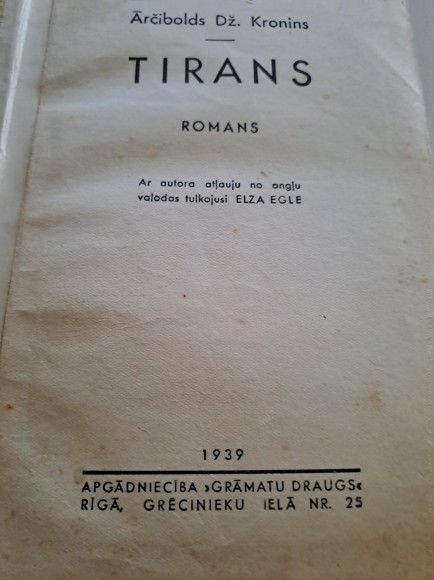 Ārčibolds Dž. Kronins
TIRANS
ROMANS
Ar autora atļauju no angļu
valodas tulkojusi ELZA EGLE
1939
APGĀDNIECĪBA ›GRĀMATU DRAUGS‹
RĪGĀ, GRĒCINIEKU IELĀ NR. 25